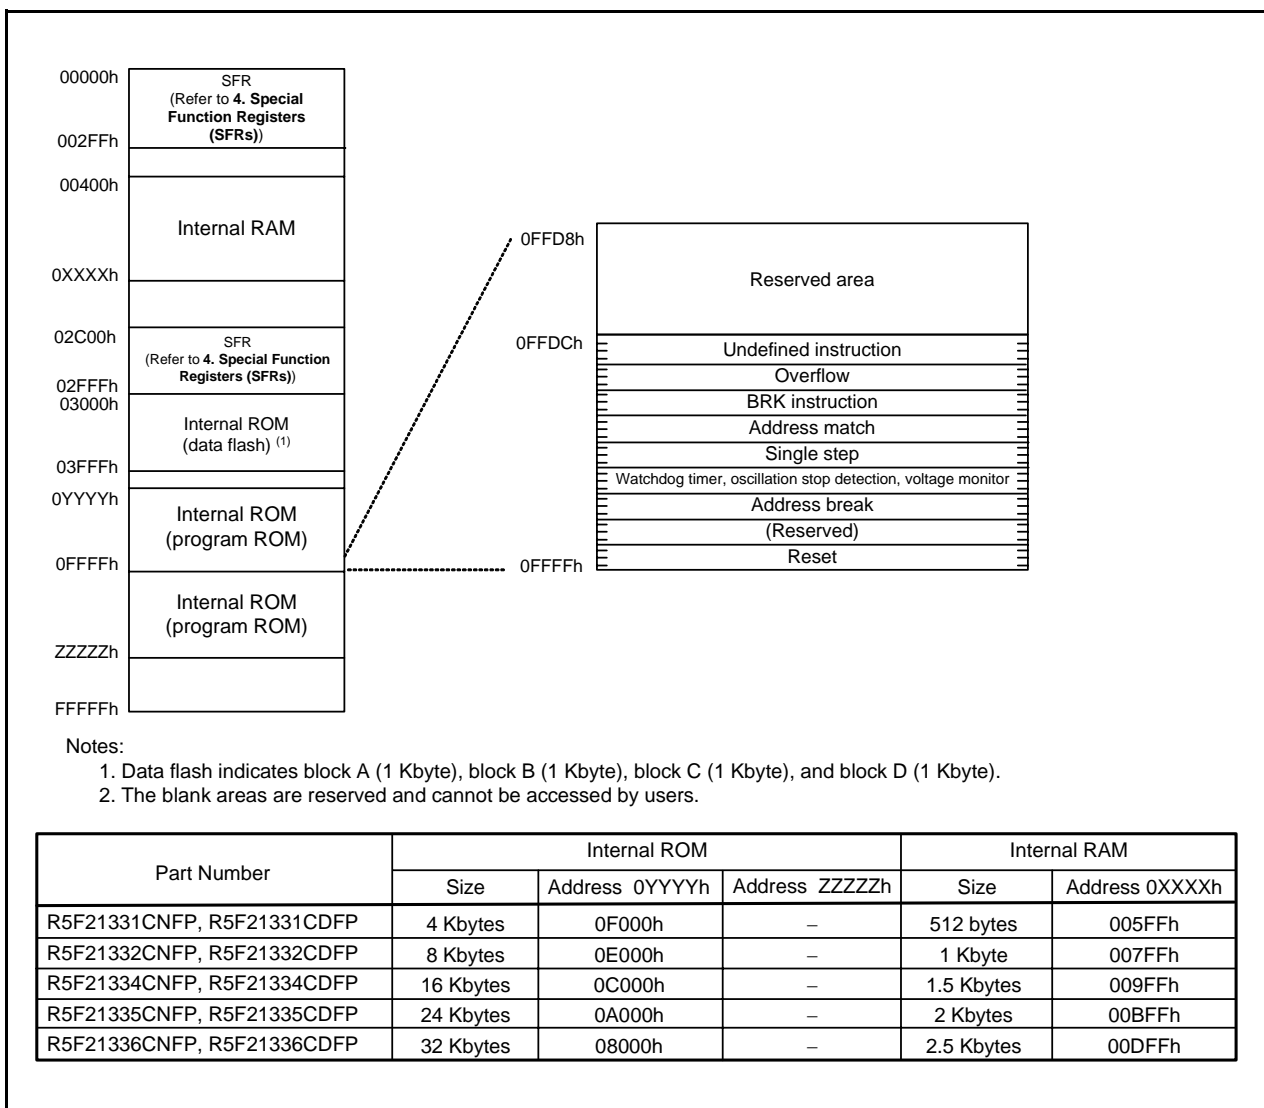 00000h
SFR
(Refer to 4. Special
Function Registers
(SFRs))
002FFh
00400h
Internal RAM
0XXXXh
02C00h
SFR
(Refer to 4. Special Function
Registers (SFRs))
02FFFh
03000h
Internal ROM
(data flash) (1)
03FFFh
0YYYYh
Internal ROM
(program ROM)
0FFFFh
Internal ROM
(program ROM)
ZZZZZh
FFFFFh
0FFD8h
Reserved area
0FFDCh
Undefined instruction
Overflow
BRK instruction
Address match
Single step
Watchdog timer, oscillation stop detection, voltage monitor
Address break
(Reserved)
Reset
0FFFFh
Notes:
1. Data flash indicates block A (1 Kbyte), block B (1 Kbyte), block C (1 Kbyte), and block D (1 Kbyte).
2. The blank areas are reserved and cannot be accessed by users.
Part Number Internal ROM Internal RAM
Size Address 0YYYYh Address ZZZZZh Size Address 0XXXXh
R5F21331CNFP, R5F21331CDFP 4 Kbytes 0F000h – 512 bytes 005FFh
R5F21332CNFP, R5F21332CDFP 8 Kbytes 0E000h – 1 Kbyte 007FFh
R5F21334CNFP, R5F21334CDFP 16 Kbytes 0C000h – 1.5 Kbytes 009FFh
R5F21335CNFP, R5F21335CDFP 24 Kbytes 0A000h – 2 Kbytes 00BFFh
R5F21336CNFP, R5F21336CDFP 32 Kbytes 08000h – 2.5 Kbytes 00DFFh